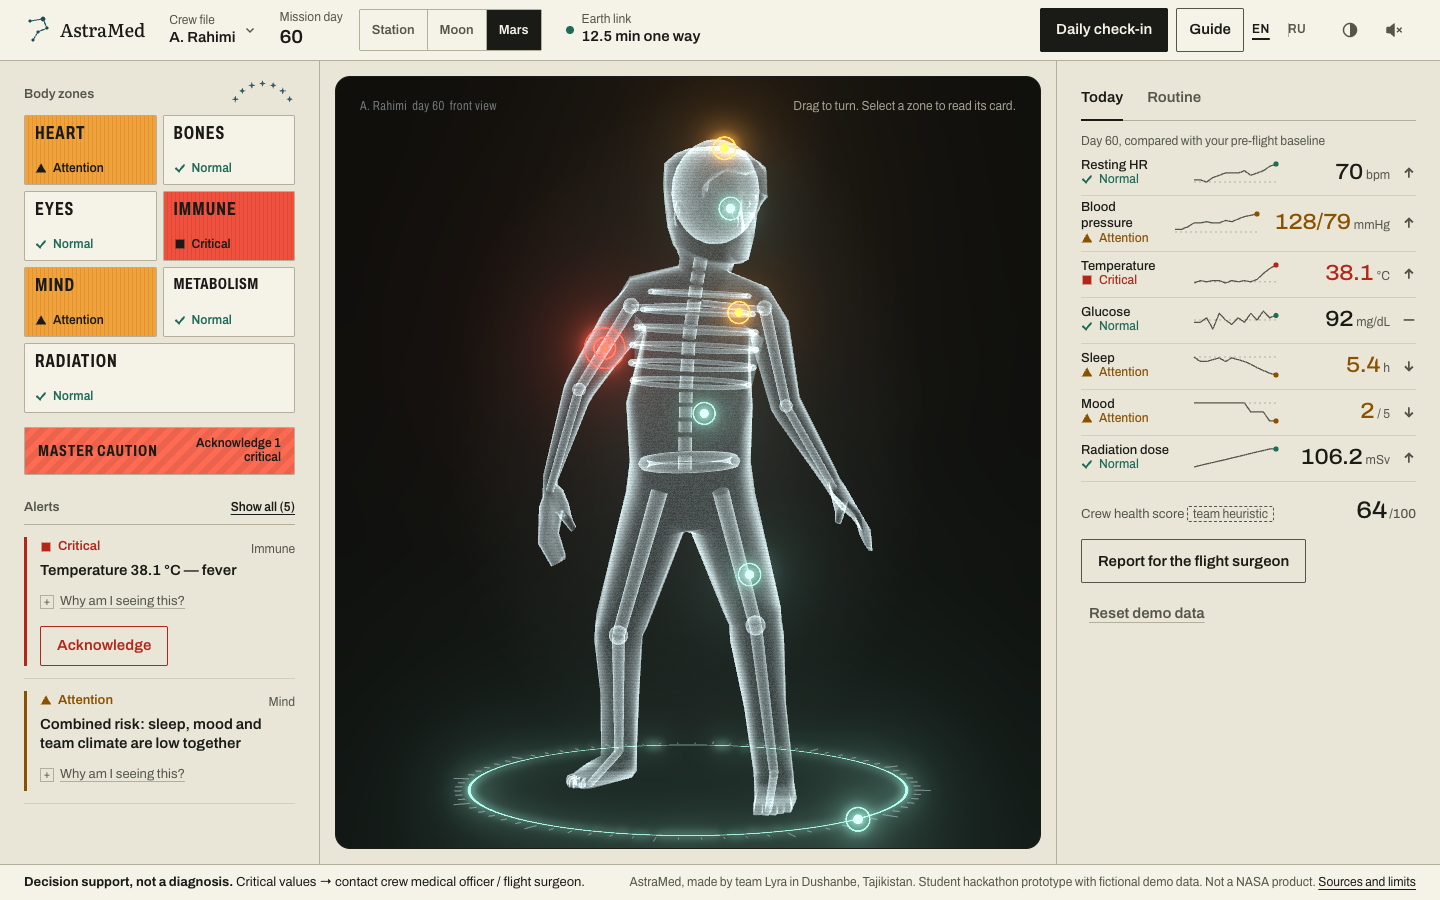 AstraMed
Crew file
A. Rahimi
Mission day
60
Station
Moon
Mars
Earth link
12.5 min one way
Daily check-in
Guide
EN
RU
Body zones
HEART
Attention
BONES
Normal
EYES
Normal
IMMUNE
Critical
MIND
Attention
METABOLISM
Normal
RADIATION
Normal
MASTER CAUTION
Acknowledge 1
critical
Alerts
Show all (5)
Critical
Immune
Temperature 38.1 °C — fever
Why am I seeing this?
Acknowledge
Attention
Mind
Combined risk: sleep, mood and
team climate are low together
Why am I seeing this?
A. Rahimi day 60 front view
Drag to turn. Select a zone to read its card.
Today
Routine
Day 60, compared with your pre-flight baseline
Resting HR
Normal
70 bpm
Blood
pressure
Attention
128/79 mmHg
Temperature
Critical
38.1 °C
Glucose
Normal
92 mg/dL
Sleep
Attention
5.4 h
Mood
Attention
2 / 5
Radiation dose
Normal
106.2 mSv
Crew health score team heuristic
64/100
Report for the flight surgeon
Reset demo data
Decision support, not a diagnosis. Critical values → contact crew medical officer / flight surgeon.
AstraMed, made by team Lyra in Dushanbe, Tajikistan. Student hackathon prototype with fictional demo data. Not a NASA product. Sources and limits